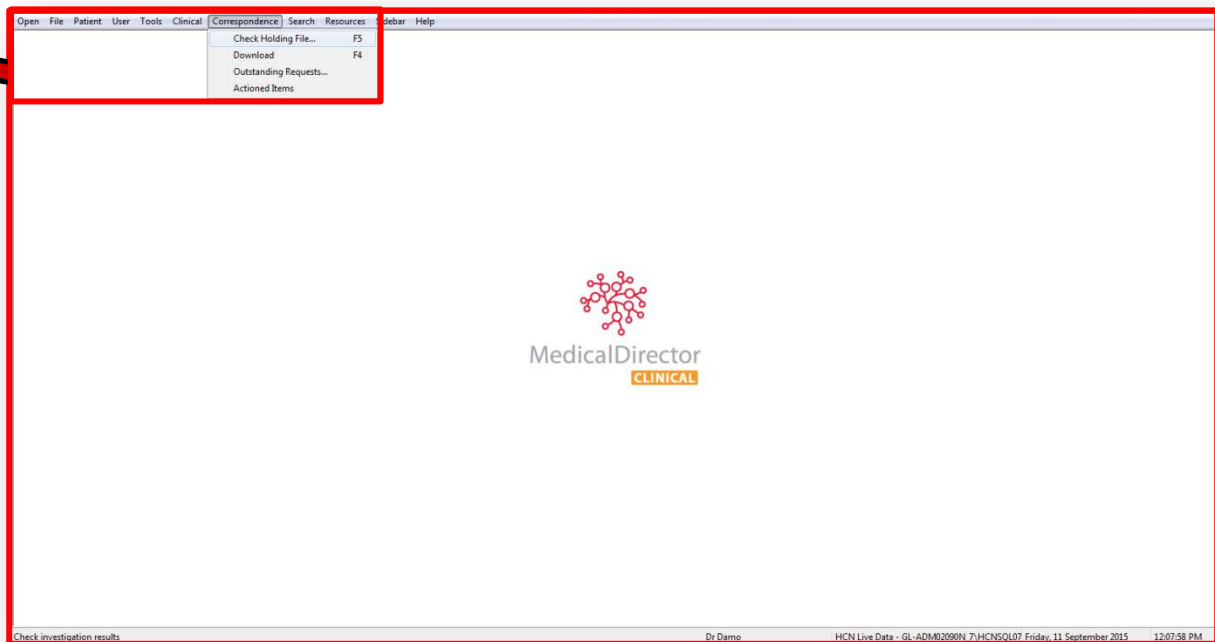 Open File Patient User Tools Clinical Correspondence Search Resources Sidebar Help
Check Holding File... F5
Download F4
Outstanding Requests...
Actioned Items
MedicalDirector
CLINICAL
Check investigation results Dr Damo HCN Live Data - GL-ADM02090N_7\HCNSQL07 Friday, 11 September 2015 12:07:58 PM